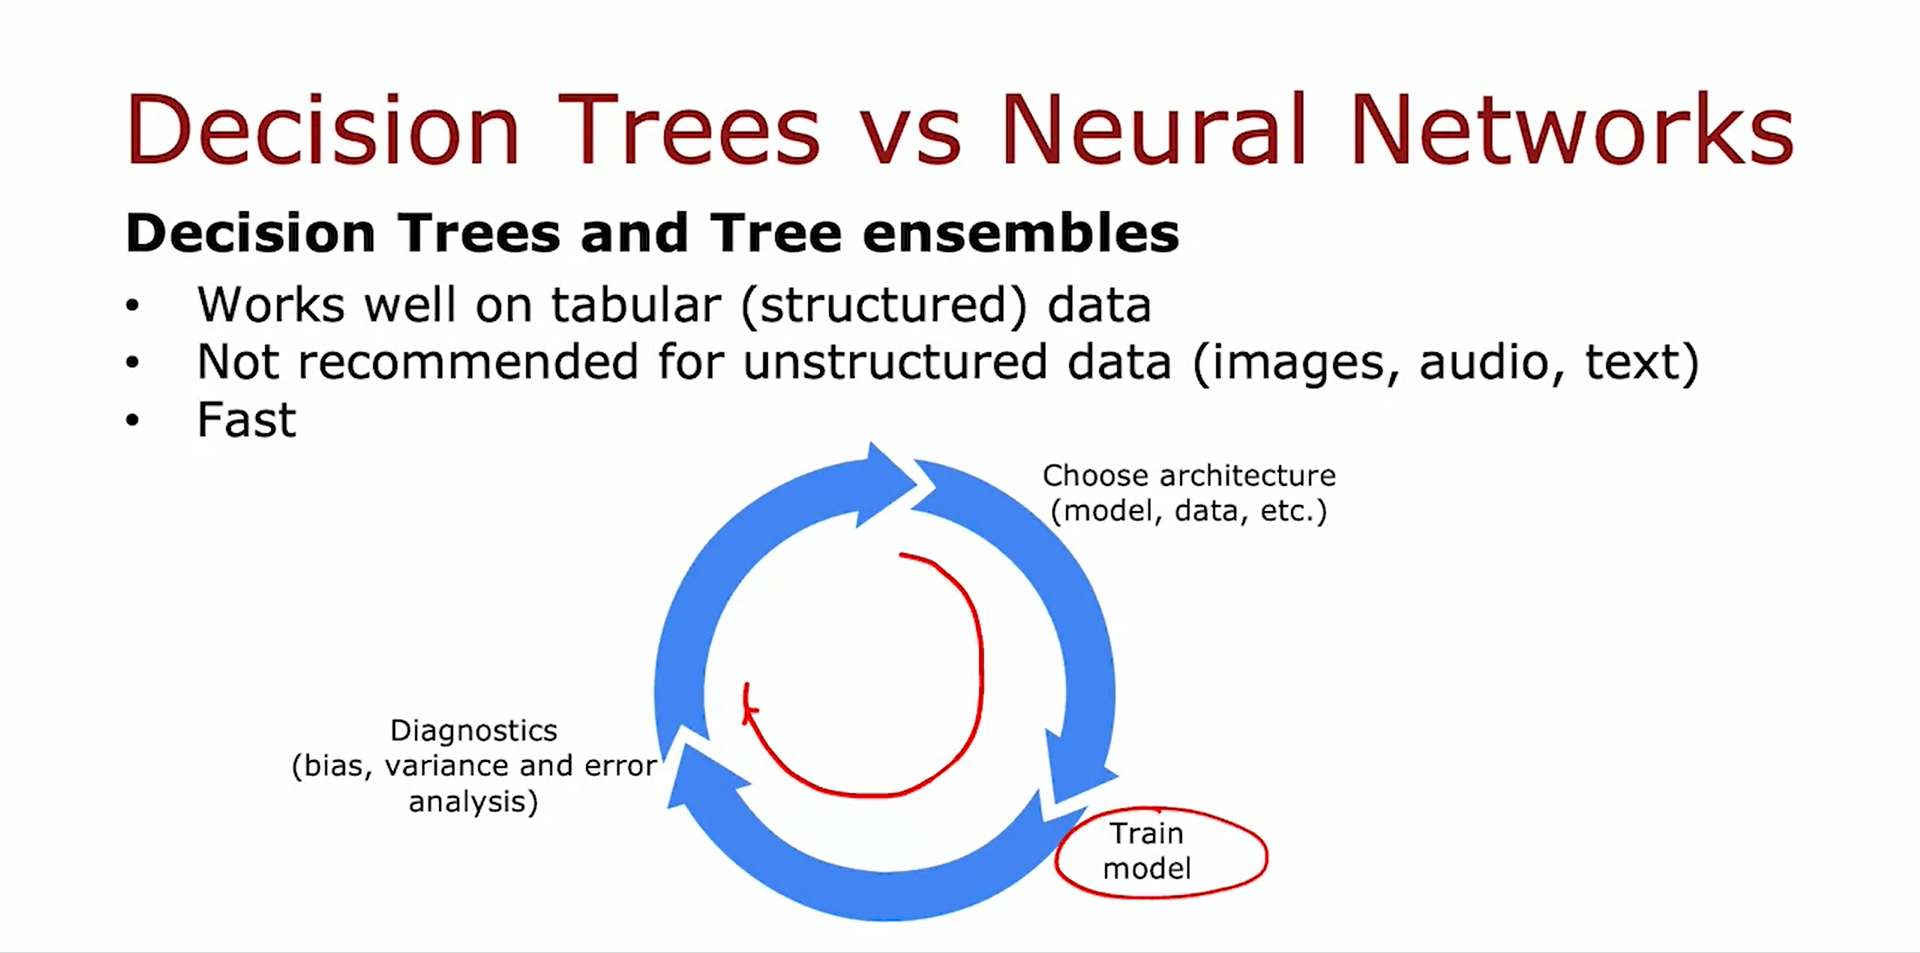 Decision Trees vs Neural Networks
Decision Trees and Tree ensembles
• Works well on tabular (structured) data
• Not recommended for unstructured data (images, audio, text)
• Fast
Choose architecture
(model, data, etc.)
Diagnostics
(bias, variance and error
analysis)
Train
model